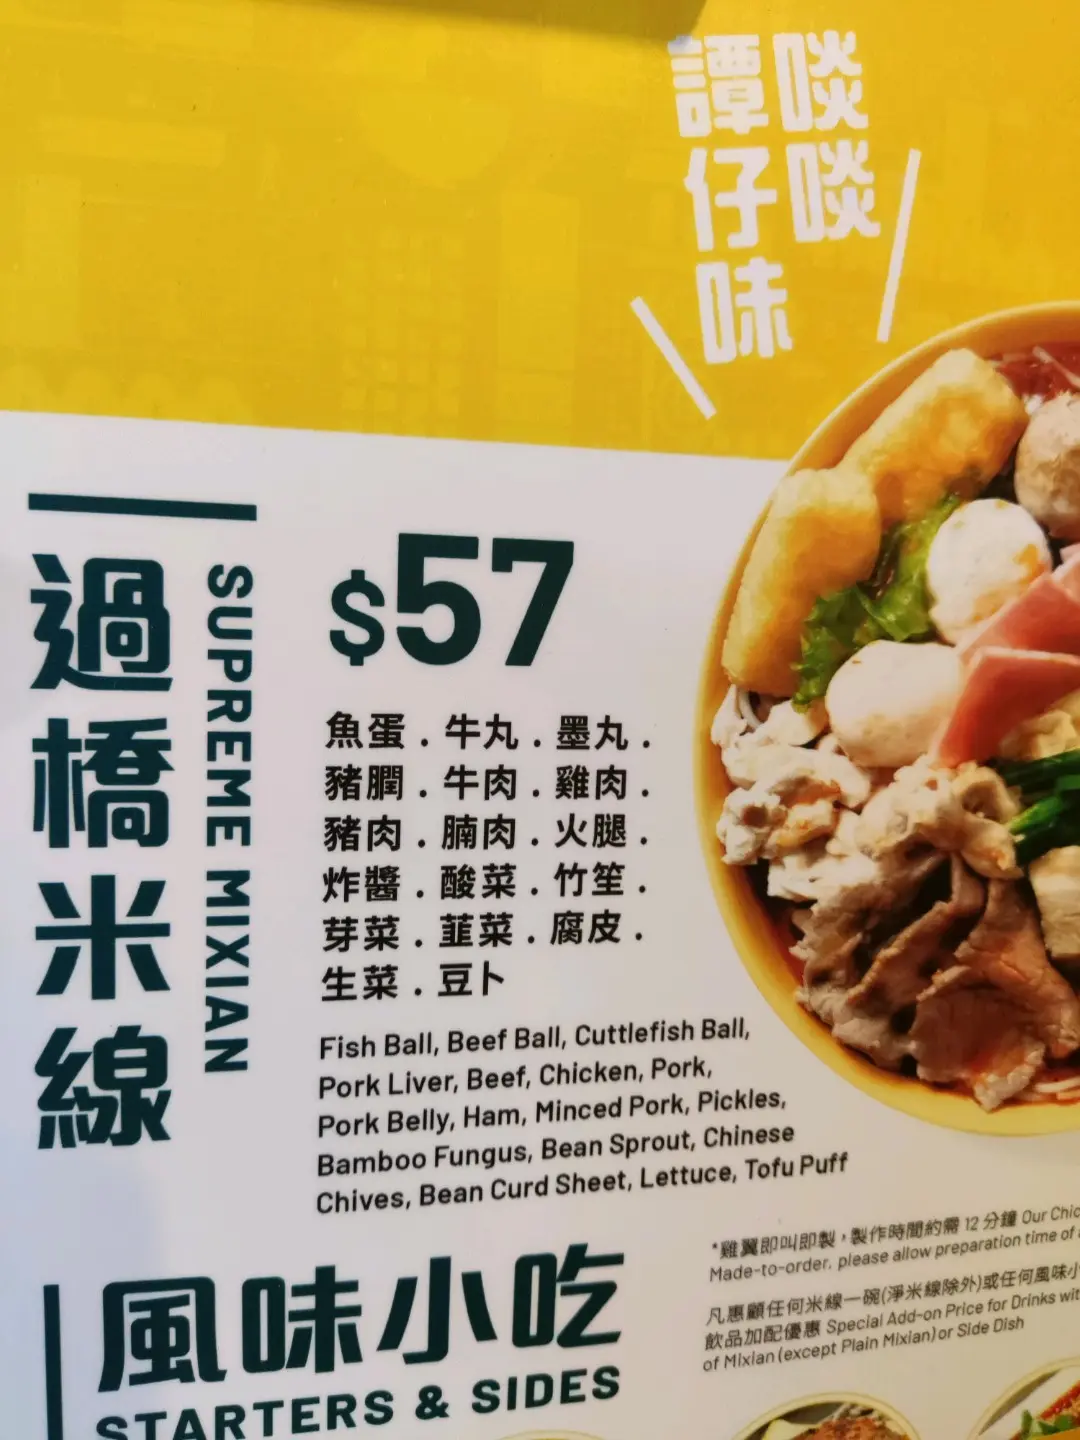 啖啖
譚仔味
過橋米線
SUPREME MIXIAN
$57
魚蛋．牛丸．墨丸．
豬膶．牛肉．雞肉．
豬肉．腩肉．火腿．
炸醬．酸菜．竹笙．
芽菜．韮菜．腐皮．
生菜．豆卜
Fish Ball, Beef Ball, Cuttlefish Ball,
Pork Liver, Beef, Chicken, Pork,
Pork Belly, Ham, Minced Pork, Pickles,
Bamboo Fungus, Bean Sprout, Chinese
Chives, Bean Curd Sheet, Lettuce, Tofu Puff
*雞翼即叫即製，製作時間約需 12 分鐘 Our Chic
Made-to-order, please allow preparation time of
凡惠顧任何米線一碗(淨米線除外)或任何風味小
飲品加配優惠 Special Add-on Price for Drinks wit
of Mixian (except Plain Mixian) or Side Dish
風味小吃
STARTERS & SIDES